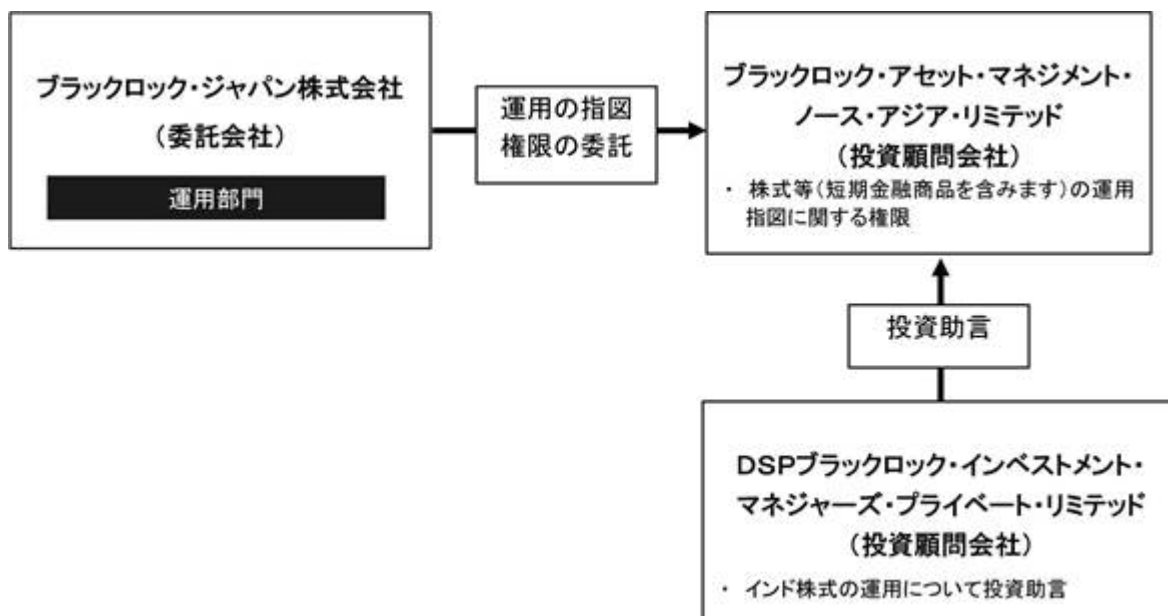 ブラックロック・ジャパン株式会社
（委託会社）
運用部門
運用の指図
権限の委託
ブラックロック・アセット・マネジメント・
ノース・アジア・リミテッド
（投資顧問会社）
・ 株式等（短期金融商品を含みます）の運用
指図に関する権限
投資助言
ＤＳＰブラックロック・インベストメント・
マネジャーズ・プライベート・リミテッド
（投資顧問会社）
・ インド株式の運用について投資助言